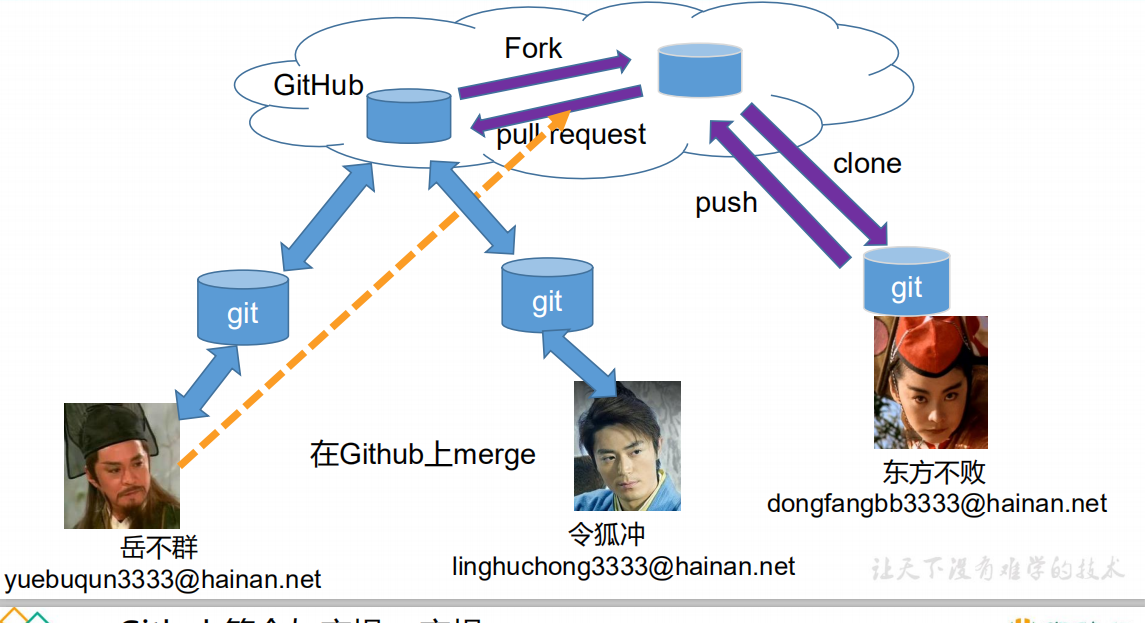 Fork
GitHub
pull request
clone
push
git
git
git
在Github上merge
东方不败
dongfangbb3333@hainan.net
令狐冲
linghuchong3333@hainan.net
岳不群
yuebuqun3333@hainan.net
让天下没有难学的技术